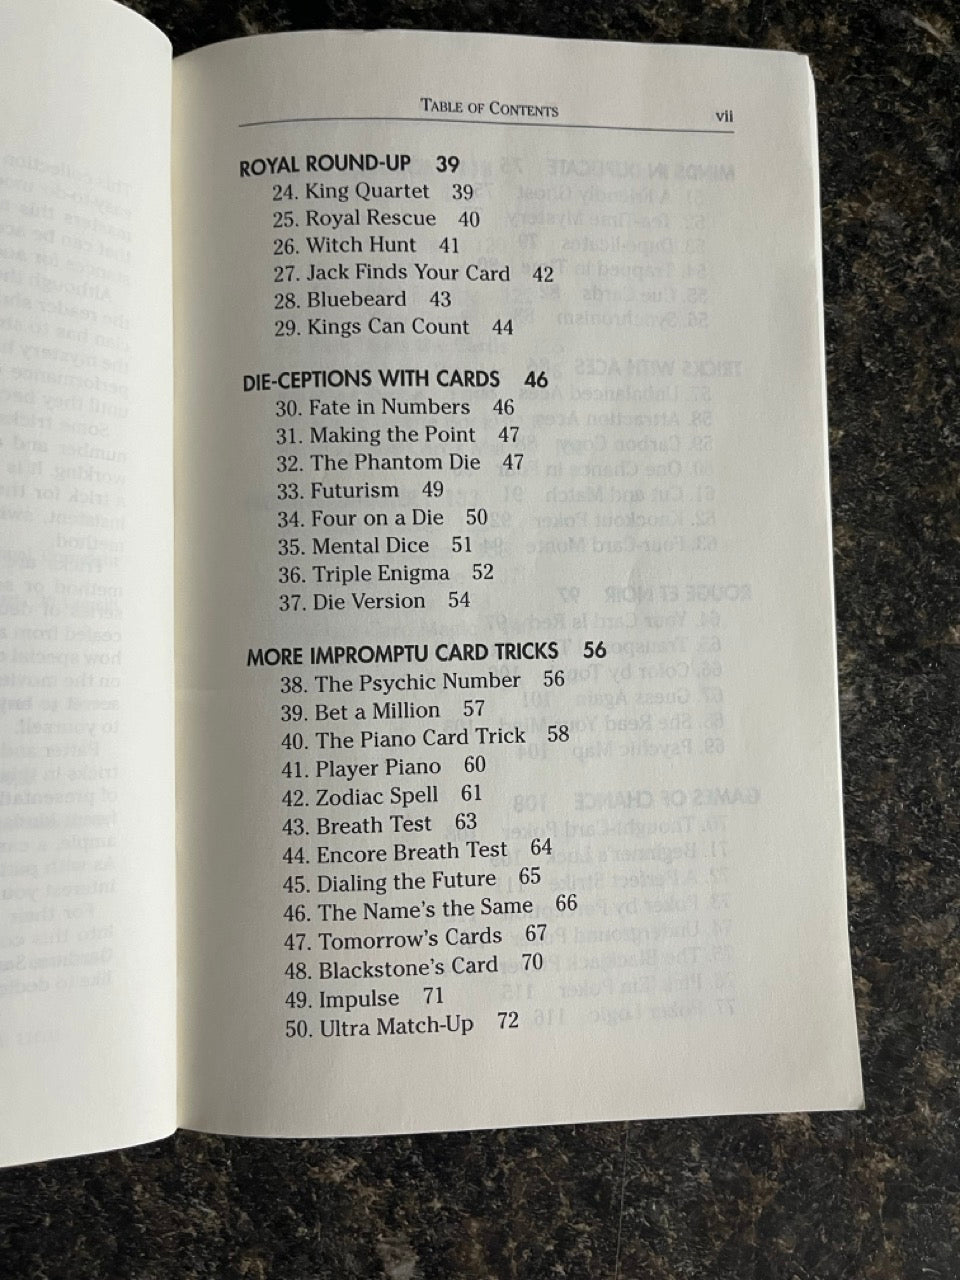 TABLE OF CONTENTS vii
ROYAL ROUND-UP 39
24. King Quartet 39
25. Royal Rescue 40
26. Witch Hunt 41
27. Jack Finds Your Card 42
28. Bluebeard 43
29. Kings Can Count 44
DIE-CEPTIONS WITH CARDS 46
30. Fate in Numbers 46
31. Making the Point 47
32. The Phantom Die 47
33. Futurism 49
34. Four on a Die 50
35. Mental Dice 51
36. Triple Enigma 52
37. Die Version 54
MORE IMPROMPTU CARD TRICKS 56
38. The Psychic Number 56
39. Bet a Million 57
40. The Piano Card Trick 58
41. Player Piano 60
42. Zodiac Spell 61
43. Breath Test 63
44. Encore Breath Test 64
45. Dialing the Future 65
46. The Name's the Same 66
47. Tomorrow's Cards 67
48. Blackstone's Card 70
49. Impulse 71
50. Ultra Match-Up 72